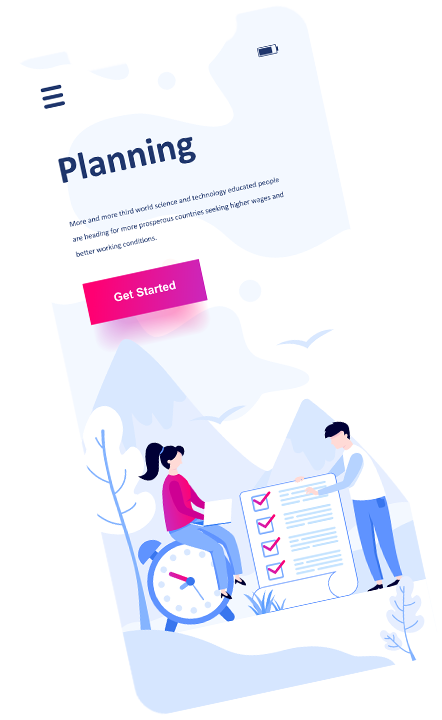 Planning
More and more third world science and technology educated people
are heading for more prosperous countries seeking higher wages and
better working conditions.
Get Started